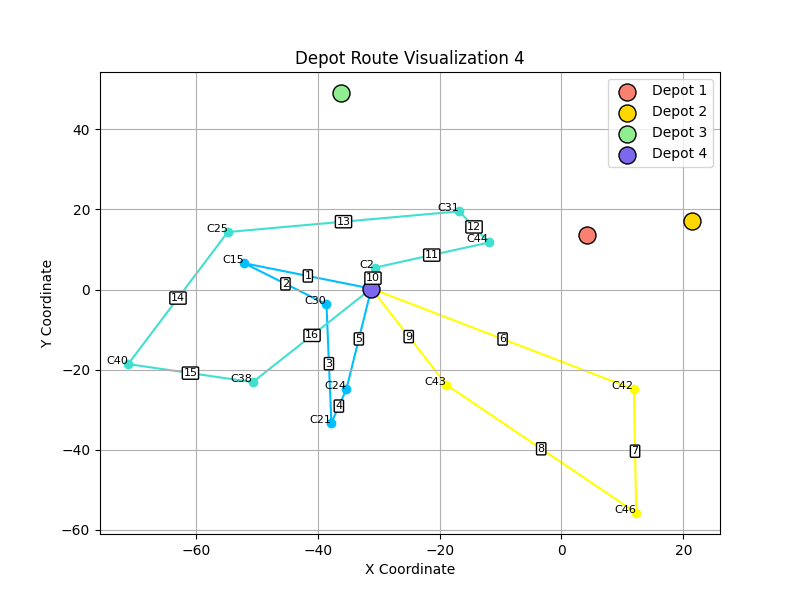 Depot Route Visualization 4
Depot 1
Depot 2
Depot 3
Depot 4
40
20
0
−20
−40
−60
Y Coordinate
C31
13
12
C25
C44
11
C15
C2
1
10
2
14
C30
16
5
9
6
C40
3
15
C38
C43
C24
C42
4
C21
8
7
C46
−60
−40
−20
0
20
X Coordinate